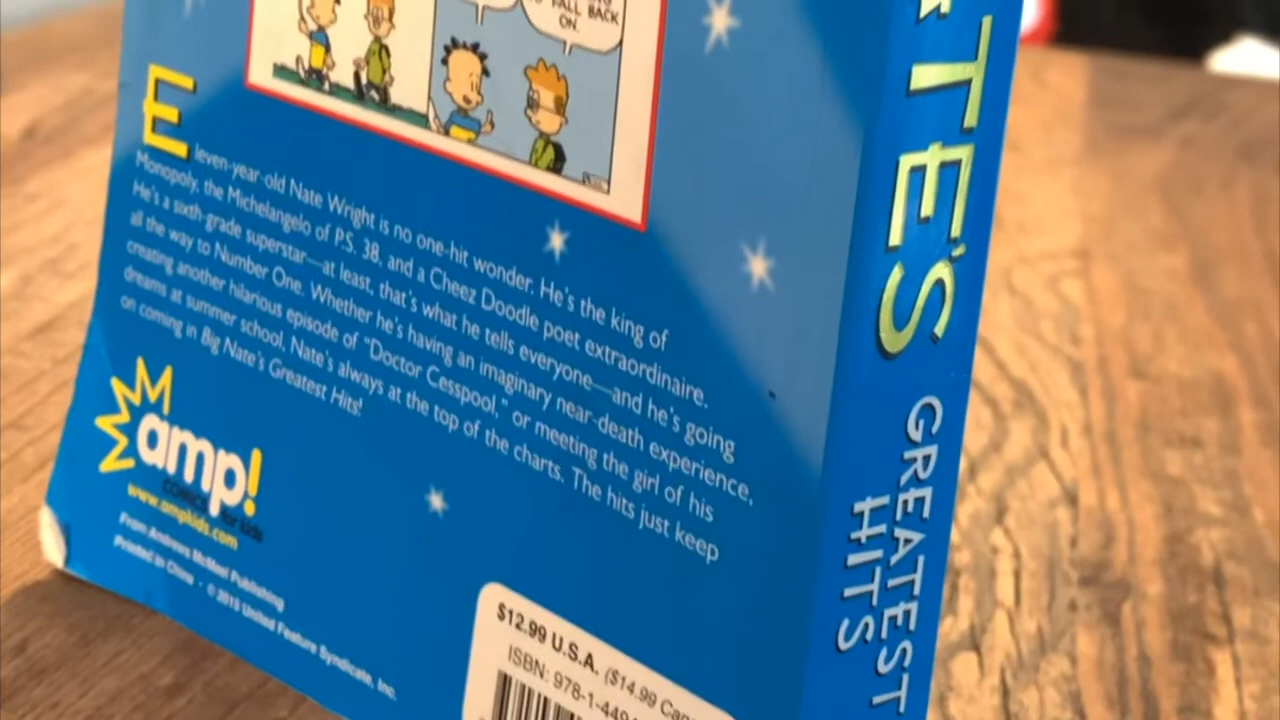 FALL BACK
ON.
Eleven-year-old Nate Wright is no one-hit wonder. He's the king of
Monopoly, the Michelangelo of P.S. 38, and a Cheez Doodle poet extraordinaire.
He's a sixth-grade superstar—at least, that's what he tells everyone—and he's going
all the way to Number One. Whether he's having an imaginary near-death experience,
creating another hilarious episode of "Doctor Cesspool," or meeting the girl of his
dreams at summer school, Nate's always at the top of the charts. The hits just keep
on coming in Big Nate's Greatest Hits!
amp!
COMICS for kids
www.ampkids.com
From Andrews McMeel Publishing
Printed in China · © 2015 United Feature Syndicate, Inc.
$12.99 U.S.A. ($14.99 Can
ISBN: 978-1-449
TE'S
GREATEST
HITS